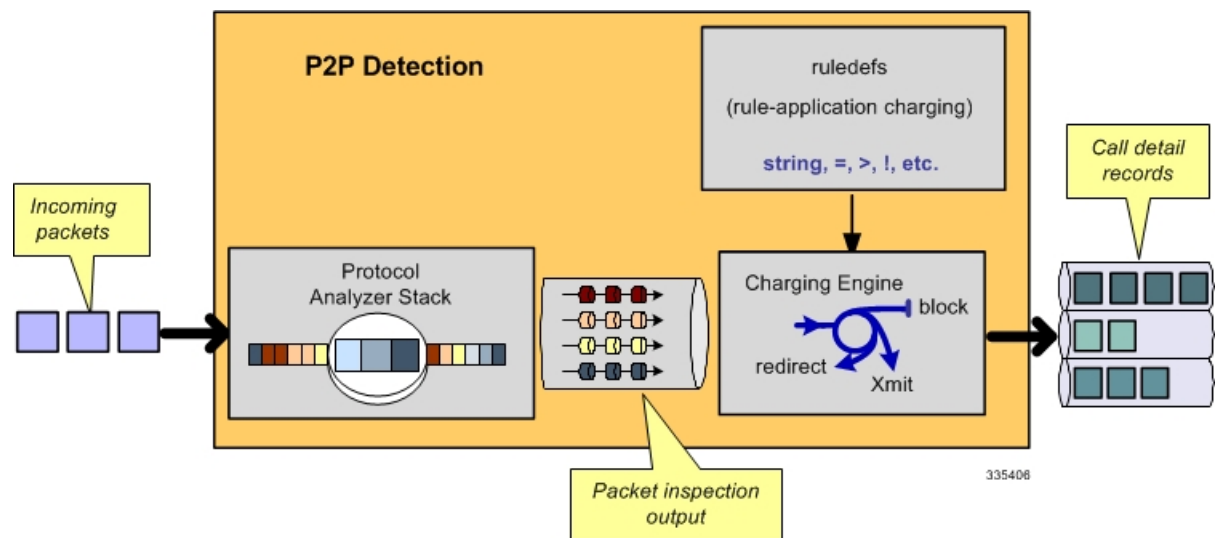 P2P Detection
ruledefs
(rule-application charging)
string, =, >, !, etc.
Call detail
records
Incoming
packets
Protocol
Analyzer Stack
Charging Engine
block
redirect
Xmit
Packet inspection
output
335406